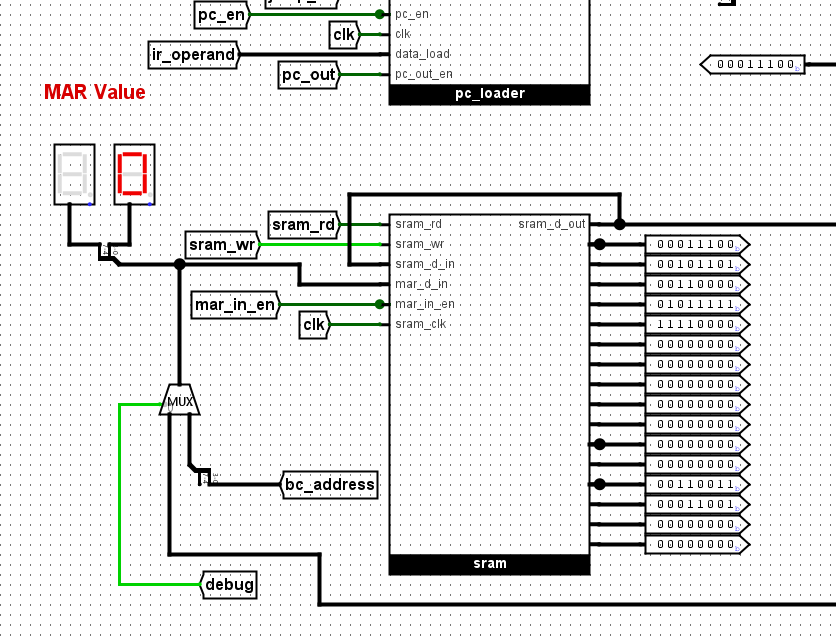 pc_en pc_en
clk clk
ir_operand data_load
pc_out pc_out_en
00011100
pc_loader
MAR Value
0
sram_rd sram_rd sram_d_out
sram_wr sram_wr 00011100
sram_d_in 00101101
mar_d_in 00110000
mar_in_en mar_in_en 01011111
clk sram_clk 11110000
00000000
00000000
00000000
MUX 00000000
00000000
00000000
00000000
bc_address 00110011
00011001
00000000
00000000
sram
debug